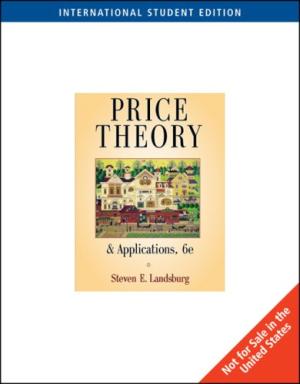 INTERNATIONAL STUDENT EDITION
PRICE
THEORY
& Applications, 6e
Steven E. Landsburg
Not for Sale in the
United States